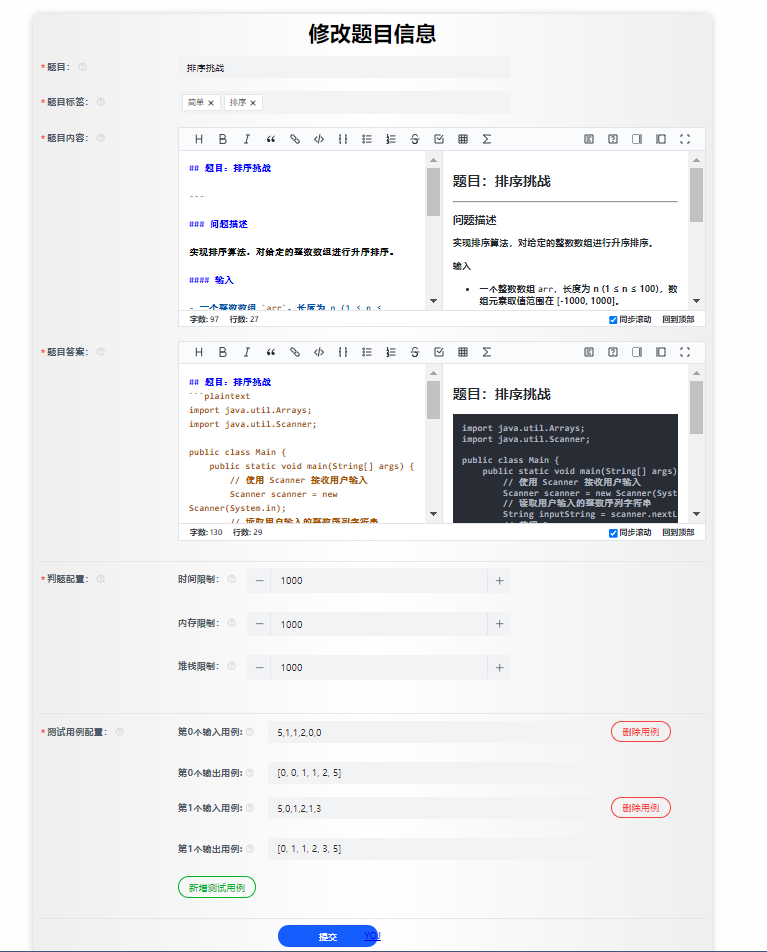 修改题目信息
*题目：
排序挑战
*题目标签：
简单 ×
排序 ×
*题目内容：
## 题目：排序挑战
---
### 问题描述
实现排序算法，对给定的整数数组进行升序排序。
#### 输入
- 一个整数数组 `arr`，长度为 n (1 ≤ n ≤
题目：排序挑战
问题描述
实现排序算法，对给定的整数数组进行升序排序。
输入
• 一个整数数组 arr，长度为 n (1 ≤ n ≤ 100)，数
组元素取值范围在 [-1000, 1000]。
字数: 97 行数: 27
同步滚动 回到顶部
*题目答案：
## 题目：排序挑战
```plaintext
import java.util.Arrays;
import java.util.Scanner;
public class Main {
public static void main(String[] args) {
// 使用 Scanner 接收用户输入
Scanner scanner = new
Scanner(System.in);
// 读取用户输入的整数序列字符串
题目：排序挑战
import java.util.Arrays;
import java.util.Scanner;
public class Main {
public static void main(String[] args)
// 使用 Scanner 接收用户输入
Scanner scanner = new Scanner(Syst
// 读取用户输入的整数序列字符串
String inputString = scanner.nextL
字数: 130 行数: 29
同步滚动 回到顶部
*判题配置：
时间限制：
1000
内存限制：
1000
堆栈限制：
1000
*测试用例配置：
第0个输入用例:
5,1,1,2,0,0
删除用例
第0个输出用例:
[0, 0, 1, 1, 2, 5]
第1个输入用例:
5,0,1,2,1,3
删除用例
第1个输出用例:
[0, 1, 1, 2, 3, 5]
新增测试用例
提交
YOJ